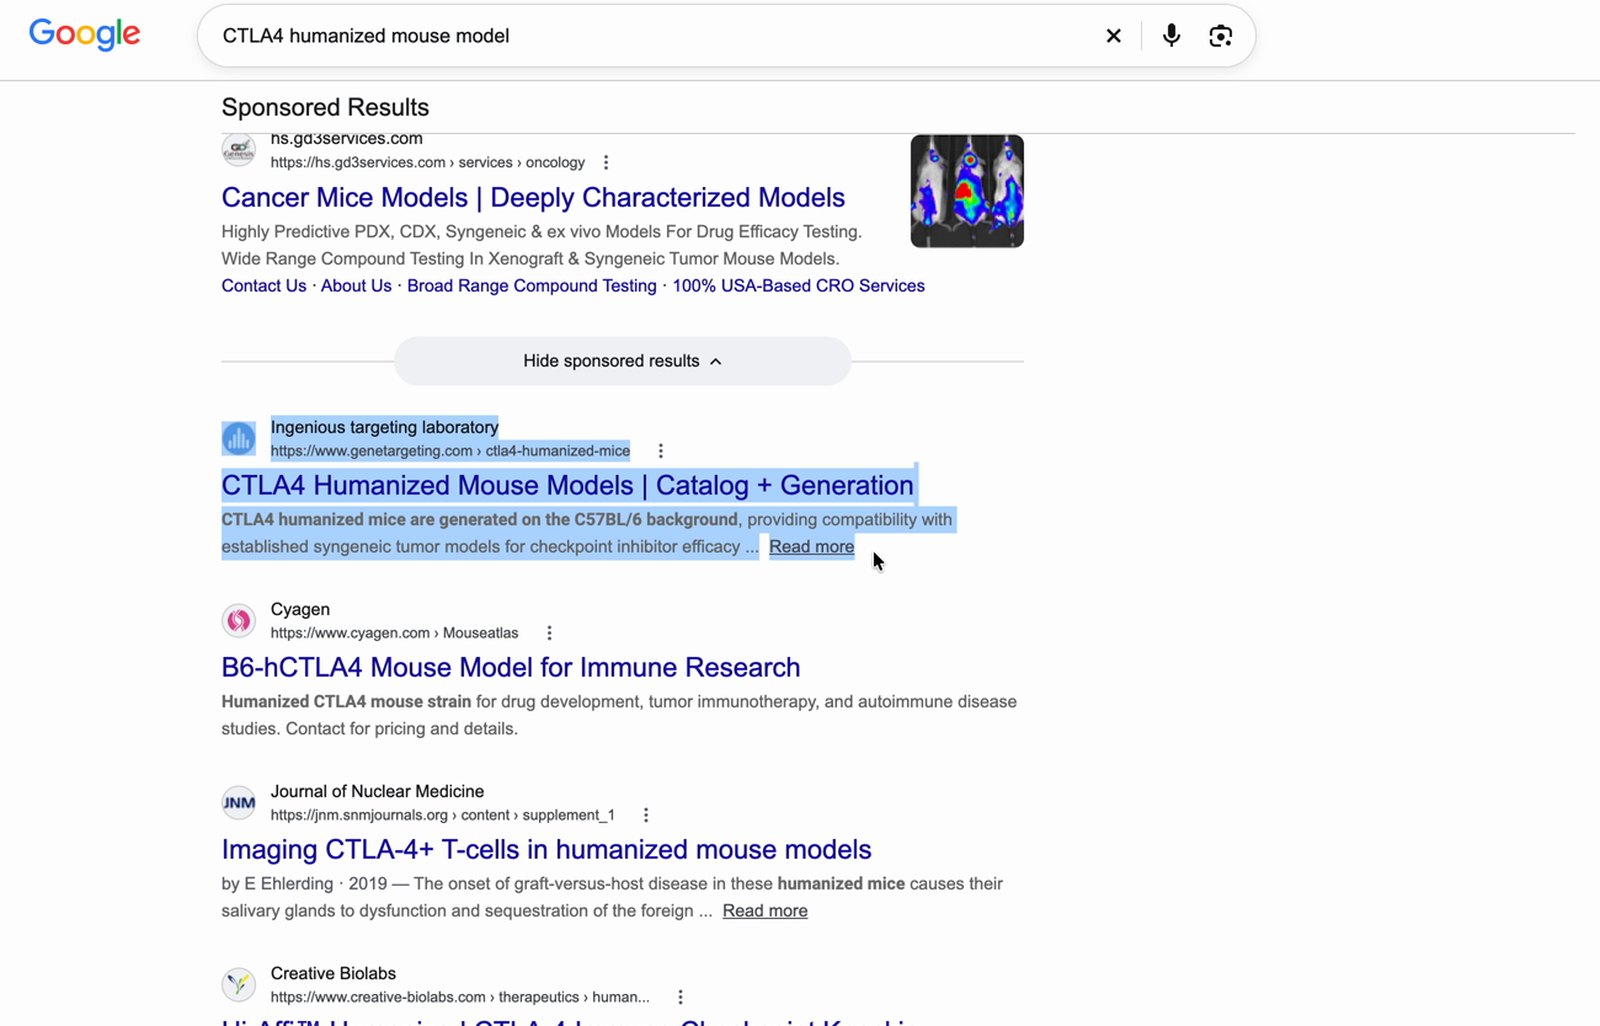 Google
CTLA4 humanized mouse model
Sponsored Results
hs.gd3services.com
https://hs.gd3services.com › services › oncology
Cancer Mice Models | Deeply Characterized Models
Highly Predictive PDX, CDX, Syngeneic & ex vivo Models For Drug Efficacy Testing.
Wide Range Compound Testing In Xenograft & Syngeneic Tumor Mouse Models.
Contact Us · About Us · Broad Range Compound Testing · 100% USA-Based CRO Services
Hide sponsored results
Ingenious targeting laboratory
https://www.genetargeting.com › ctla4-humanized-mice
CTLA4 Humanized Mouse Models | Catalog + Generation
CTLA4 humanized mice are generated on the C57BL/6 background, providing compatibility with
established syngeneic tumor models for checkpoint inhibitor efficacy ... Read more
Cyagen
https://www.cyagen.com › Mouseatlas
B6-hCTLA4 Mouse Model for Immune Research
Humanized CTLA4 mouse strain for drug development, tumor immunotherapy, and autoimmune disease
studies. Contact for pricing and details.
JNM
Journal of Nuclear Medicine
https://jnm.snmjournals.org › content › supplement_1
Imaging CTLA-4+ T-cells in humanized mouse models
by E Ehlerding · 2019 — The onset of graft-versus-host disease in these humanized mice causes their
salivary glands to dysfunction and sequestration of the foreign ... Read more
Creative Biolabs
https://www.creative-biolabs.com › therapeutics › human...